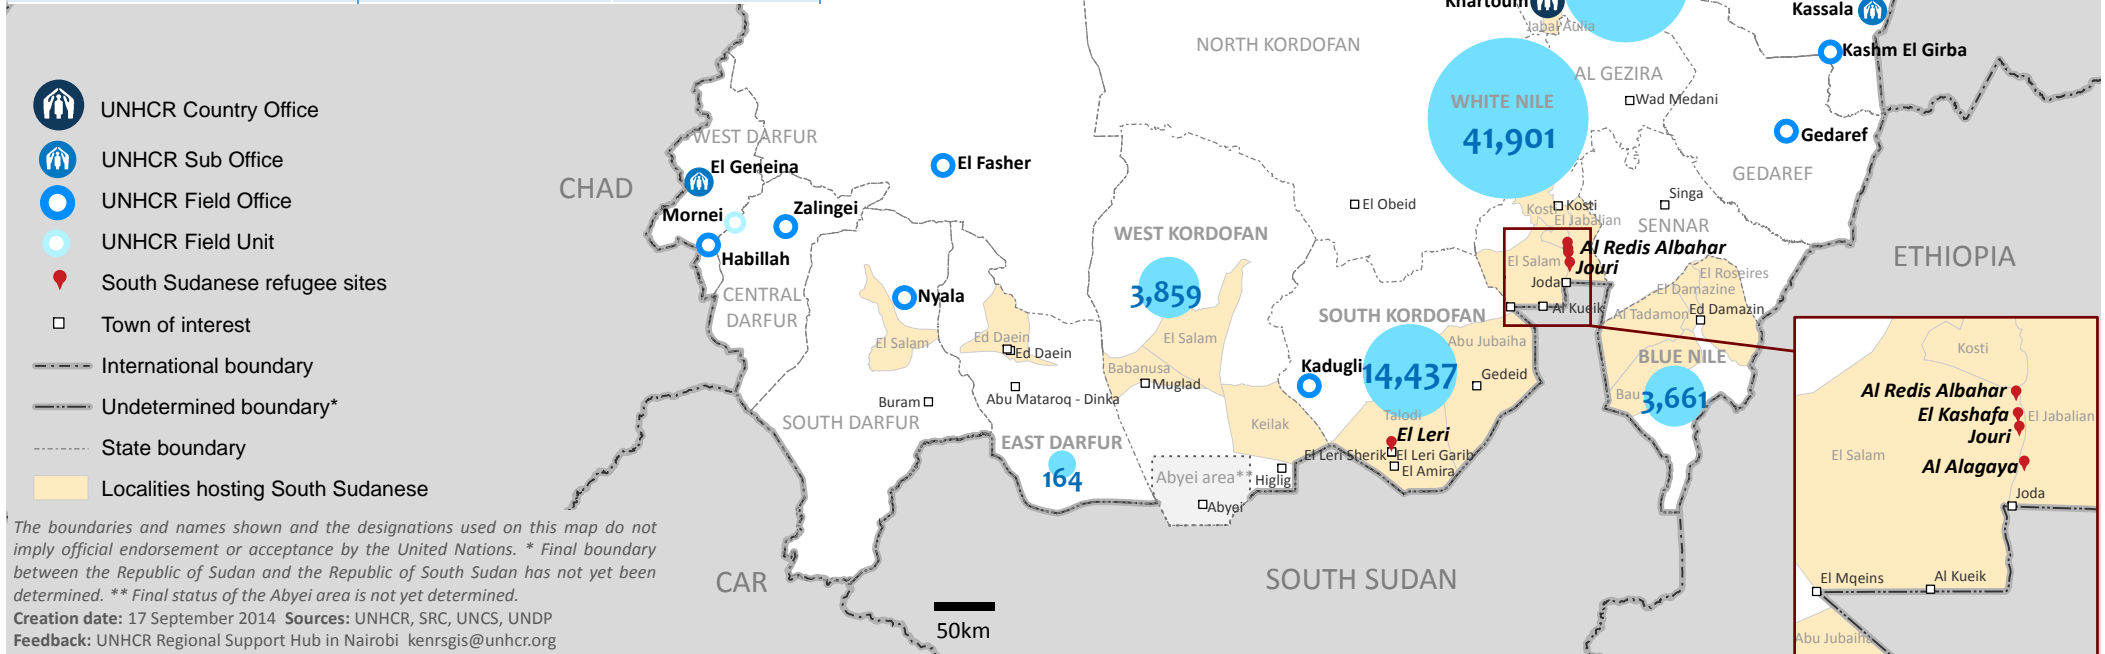 Khartoum
Jabal Aulia
Kassala
NORTH KORDOFAN
Kashm El Girba
AL GEZIRA
WHITE NILE
Wad Medani
41,901
Gedaref
GEDAREF
UNHCR Country Office
UNHCR Sub Office
UNHCR Field Office
UNHCR Field Unit
South Sudanese refugee sites
Town of interest
International boundary
Undetermined boundary*
State boundary
Localities hosting South Sudanese
WEST DARFUR
El Geneina
El Fasher
CHAD
Mornei
Zalingei
Habillah
CENTRAL
DARFUR
Nyala
El Salam
Ed Daein
Ed Daein
Abu Mataroq - Dinka
Buram
SOUTH DARFUR
EAST DARFUR
164
WEST KORDOFAN
3,859
El Salam
Babanusa
Muglad
Keilak
Abyei area**
Abyei
Higlig
El Obeid
Kosti
Kosti
El Jabalian
Singa
SENNAR
Al Redis Albahar
El Salam
Jouri
Joda
Al Kueik
SOUTH KORDOFAN
Abu Jubaiha
Kadugli
14,437
Gedeid
Talodi
El Leri
El Leri Sherik
El Leri Garib
El Amira
El Roseires
El Damazine
Al Tadamon
Ed Damazin
BLUE NILE
Bau
3,661
ETHIOPIA
Kosti
Al Redis Albahar
El Kashafa
El Jabalian
Jouri
El Salam
Al Alagaya
Joda
El Mqeins
Al Kueik
Abu Jubaiha
CAR
SOUTH SUDAN
50km
The boundaries and names shown and the designations used on this map do not
imply official endorsement or acceptance by the United Nations. * Final boundary
between the Republic of Sudan and the Republic of South Sudan has not yet been
determined. ** Final status of the Abyei area is not yet determined.
Creation date: 17 September 2014 Sources: UNHCR, SRC, UNCS, UNDP
Feedback: UNHCR Regional Support Hub in Nairobi kenrsgis@unhcr.org